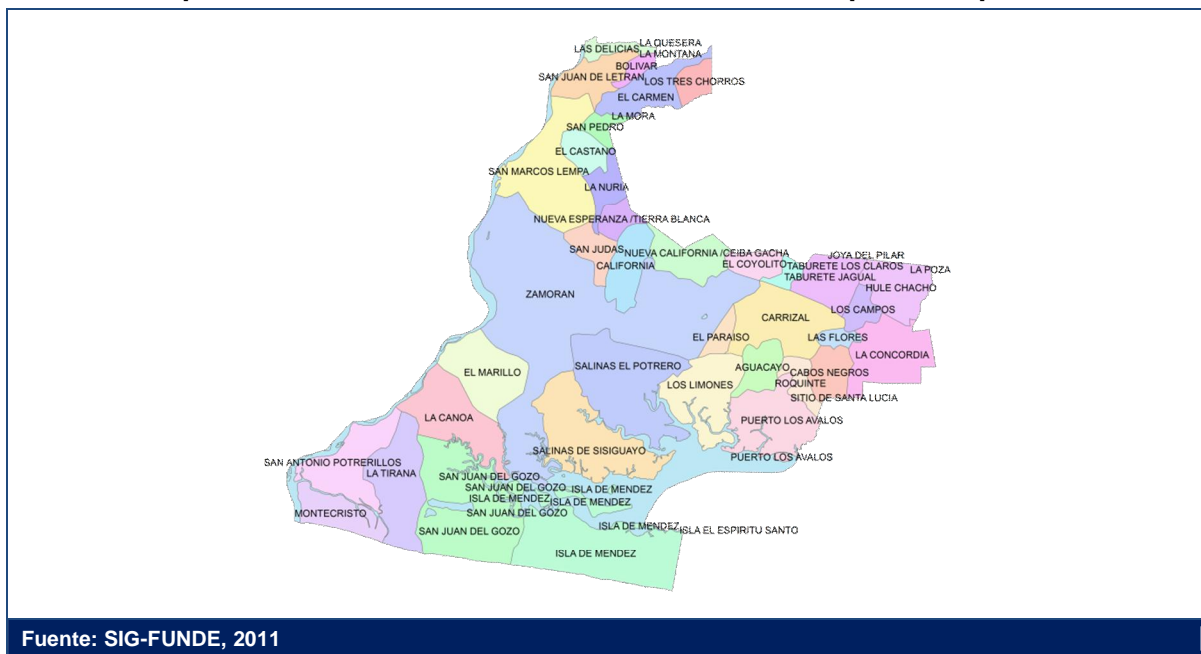 LA QUESERA
LAS DELICIAS
LA MONTANA
BOLIVAR
SAN JUAN DE LETRAN
LOS TRES CHORROS
EL CARMEN
LA MORA
SAN PEDRO
EL CASTANO
SAN MARCOS LEMPA
LA NURIA
NUEVA ESPERANZA /TIERRA BLANCA
SAN JUDAS
NUEVA CALIFORNIA /CEIBA GACHA
JOYA DEL PILAR
CALIFORNIA
EL COYOLITO
TABURETE LOS CLAROS
LA POZA
TABURETE JAGUAL
HULE CHACHO
ZAMORAN
LOS CAMPOS
CARRIZAL
EL PARAISO
LAS FLORES
LA CONCORDIA
SALINAS EL POTRERO
AGUACAYO
EL MARILLO
CABOS NEGROS
LOS LIMONES
ROQUINTE
SITIO DE SANTA LUCIA
LA CANOA
PUERTO LOS AVALOS
SALINAS DE SISIGUAYO
PUERTO LOS AVALOS
SAN ANTONIO POTRERILLOS
LA TIRANA
SAN JUAN DEL GOZO
SAN JUAN DEL GOZO
ISLA DE MENDEZ
ISLA DE MENDEZ
ISLA DE MENDEZ
MONTECRISTO
SAN JUAN DEL GOZO
ISLA DE MENDEZ
ISLA EL ESPIRITU SANTO
SAN JUAN DEL GOZO
ISLA DE MENDEZ
Fuente: SIG-FUNDE, 2011